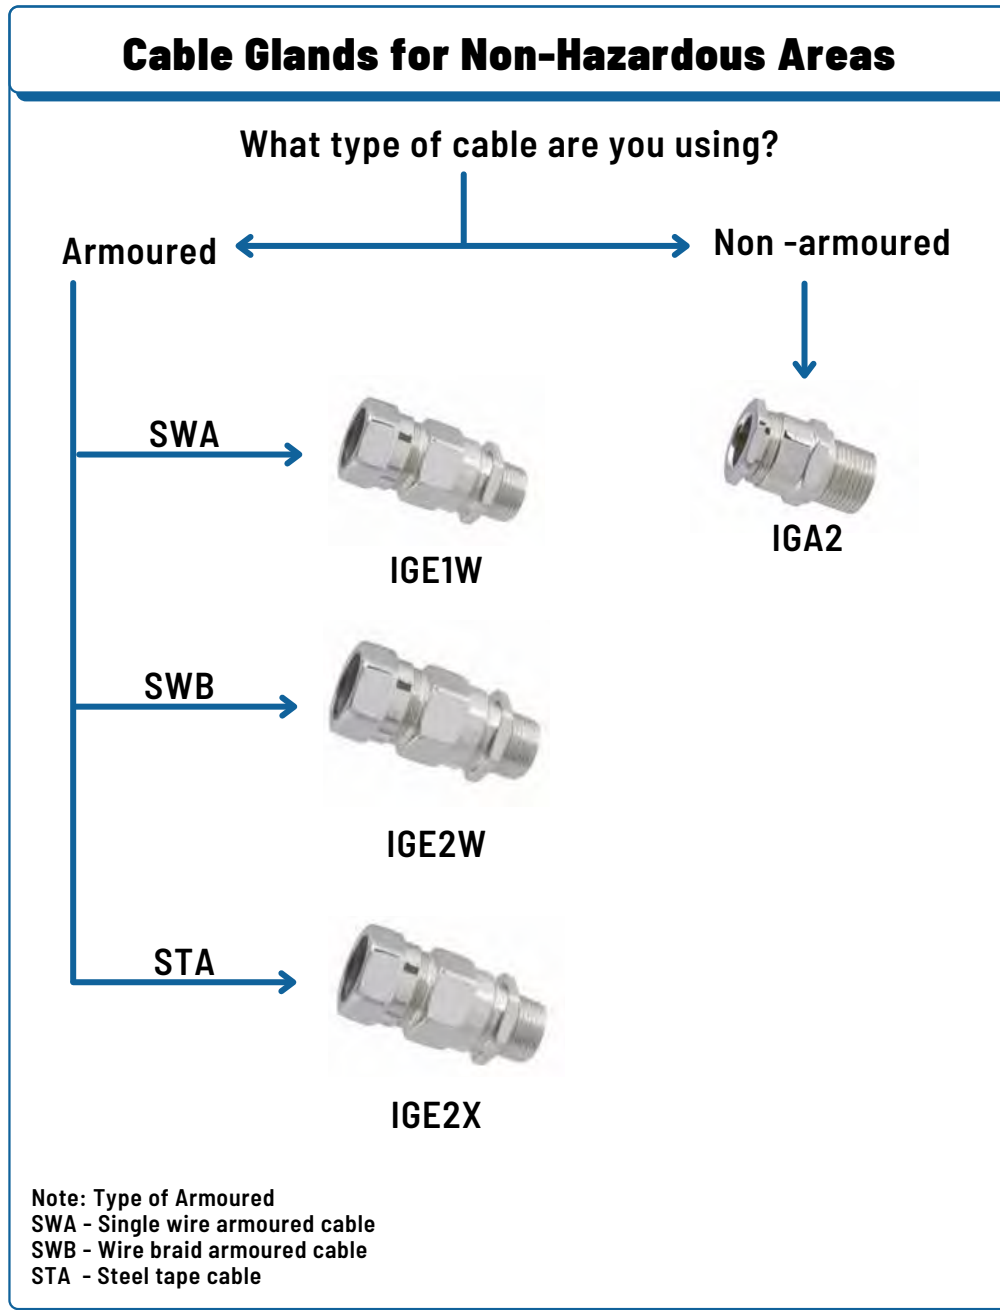 Cable Glands for Non-Hazardous Areas
What type of cable are you using?
Armoured
Non -armoured
SWA
IGE1W
IGA2
SWB
IGE2W
STA
IGE2X
Note: Type of Armoured
SWA - Single wire armoured cable
SWB - Wire braid armoured cable
STA - Steel tape cable